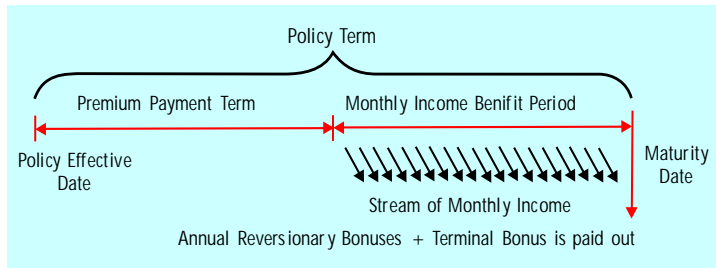 Policy Term
Premium Payment Term
Monthly Income Benifit Period
Policy Effective
Date
Maturity
Date
Stream of Monthly Income
Annual Reversionary Bonuses + Terminal Bonus is paid out